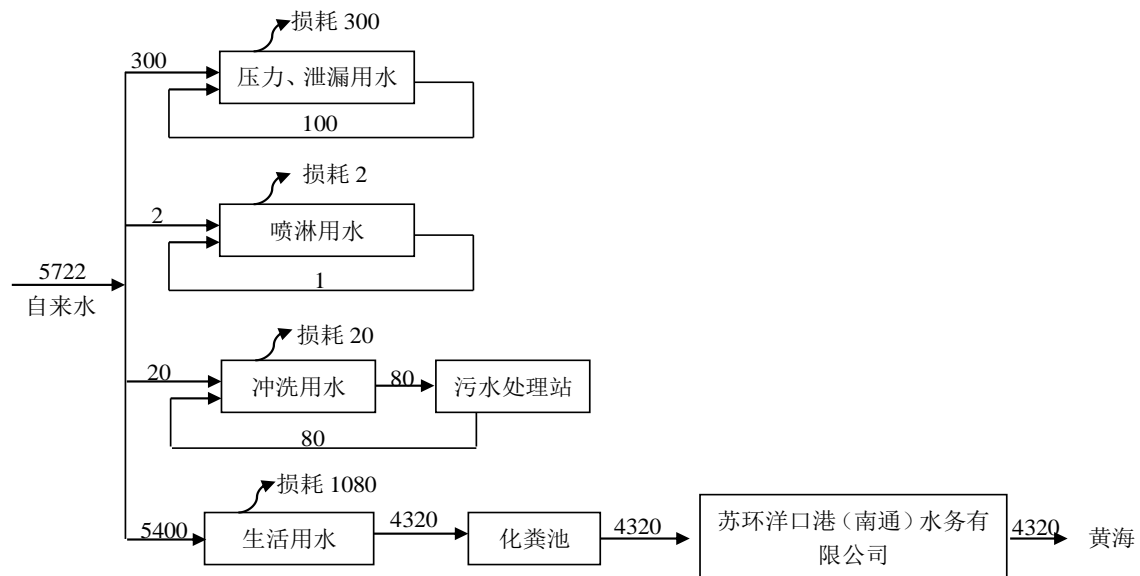 损耗 300
300
压力、泄漏用水
100
损耗 2
2
喷淋用水
1
5722
自来水
损耗 20
20
冲洗用水
80
污水处理站
80
损耗 1080
5400
生活用水
4320
化粪池
4320
苏环洋口港（南通）水务有
限公司
4320
黄海